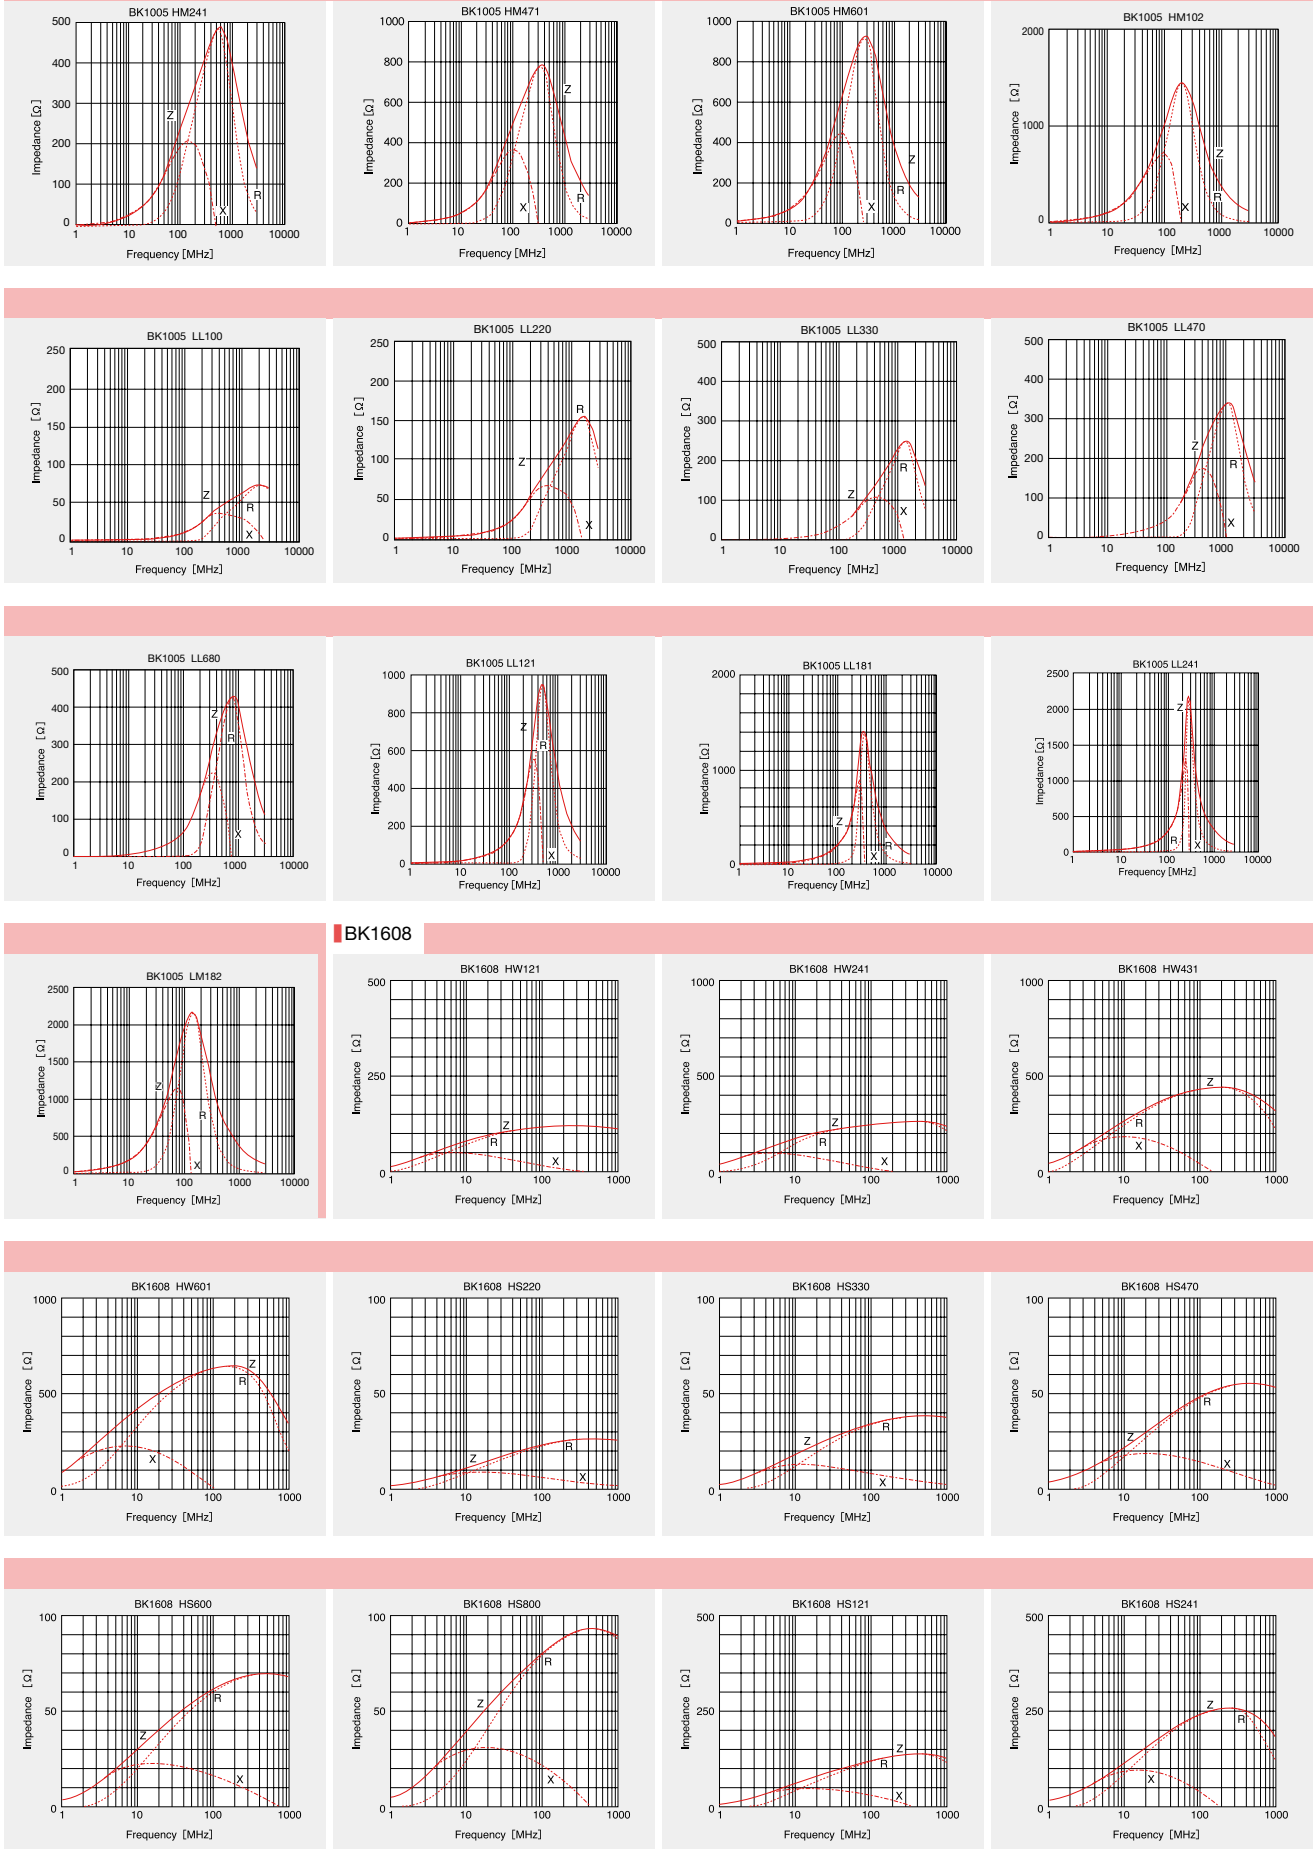 BK1005 HM241
500
400
300
200
100
0
1
10
100
1000
10000
Impedance [Ω]
Frequency [MHz]
Z
R
X
BK1005 HM471
1000
800
600
400
200
0
1
10
100
1000
10000
Impedance [Ω]
Frequency [MHz]
Z
R
X
BK1005 HM601
1000
800
600
400
200
0
1
10
100
1000
10000
Impedance [Ω]
Frequency [MHz]
Z
R
X
BK1005 HM102
2000
1000
0
1
10
100
1000
10000
Impedance [Ω]
Frequency [MHz]
Z
R
X
BK1005 LL100
250
200
150
100
50
0
1
10
100
1000
10000
Impedance [Ω]
Frequency [MHz]
Z
R
X
BK1005 LL220
250
200
150
100
50
0
1
10
100
1000
10000
Impedance [Ω]
Frequency [MHz]
R
Z
X
BK1005 LL330
500
400
300
200
100
0
1
10
100
1000
10000
Impedance [Ω]
Frequency [MHz]
R
Z
X
BK1005 LL470
500
400
300
200
100
0
1
10
100
1000
10000
Impedance [Ω]
Frequency [MHz]
Z
R
X
BK1005 LL680
500
400
300
200
100
0
1
10
100
1000
10000
Impedance [Ω]
Frequency [MHz]
Z
R
X
BK1005 LL121
1000
800
600
400
200
0
1
10
100
1000
10000
Impedance [Ω]
Frequency [MHz]
Z
R
X
BK1005 LL181
2000
1000
0
1
10
100
1000
10000
Impedance [Ω]
Frequency [MHz]
Z
R
X
BK1005 LL241
2500
2000
1500
1000
500
0
1
10
100
1000
10000
Impedance [Ω]
Frequency [MHz]
Z
R
X
BK1005 LM182
2500
2000
1500
1000
500
0
1
10
100
1000
10000
Impedance [Ω]
Frequency [MHz]
Z
R
X
BK1608
BK1608 HW121
500
250
0
1
10
100
1000
Impedance [Ω]
Frequency [MHz]
Z
R
X
BK1608 HW241
1000
500
0
1
10
100
1000
Impedance [Ω]
Frequency [MHz]
Z
R
X
BK1608 HW431
1000
500
0
1
10
100
1000
Impedance [Ω]
Frequency [MHz]
Z
R
X
BK1608 HW601
1000
500
0
1
10
100
1000
Impedance [Ω]
Frequency [MHz]
Z
R
X
BK1608 HS220
100
50
0
1
10
100
1000
Impedance [Ω]
Frequency [MHz]
Z
R
X
BK1608 HS330
100
50
0
1
10
100
1000
Impedance [Ω]
Frequency [MHz]
Z
R
X
BK1608 HS470
100
50
0
1
10
100
1000
Impedance [Ω]
Frequency [MHz]
Z
R
X
BK1608 HS600
100
50
0
1
10
100
1000
Impedance [Ω]
Frequency [MHz]
Z
R
X
BK1608 HS800
100
50
0
1
10
100
1000
Impedance [Ω]
Frequency [MHz]
Z
R
X
BK1608 HS121
500
250
0
1
10
100
1000
Impedance [Ω]
Frequency [MHz]
Z
R
X
BK1608 HS241
500
250
0
1
10
100
1000
Impedance [Ω]
Frequency [MHz]
Z
R
X